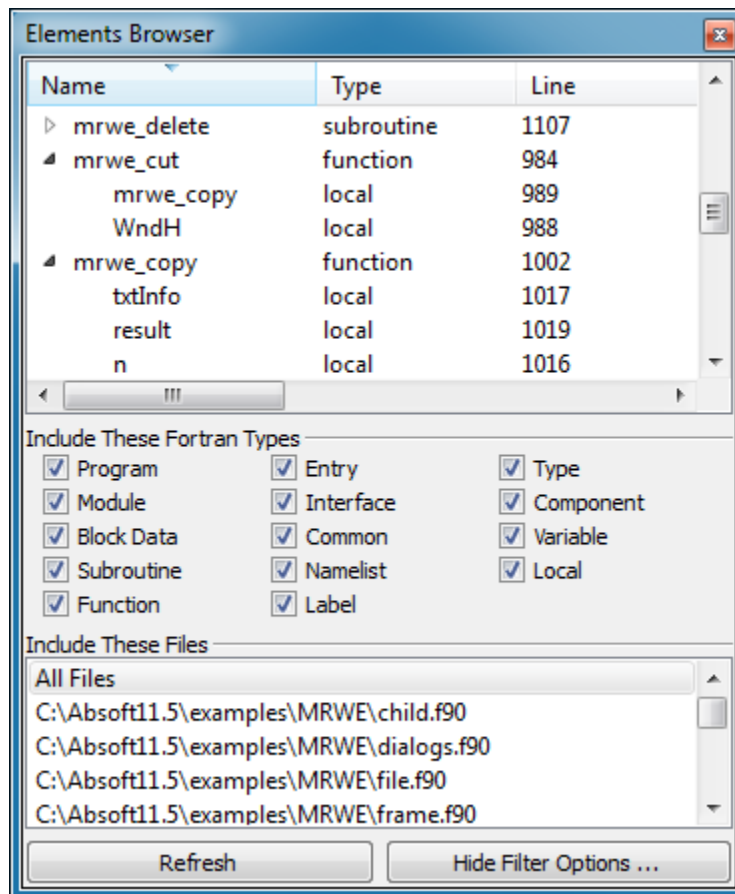 Elements Browser
Name Type Line
mrwe_delete subroutine 1107
mrwe_cut function 984
mrwe_copy local 989
WndH local 988
mrwe_copy function 1002
txtInfo local 1017
result local 1019
n local 1016
Include These Fortran Types
Program Entry Type
Module Interface Component
Block Data Common Variable
Subroutine Namelist Local
Function Label
Include These Files
All Files
C:\Absoft11.5\examples\MRWE\child.f90
C:\Absoft11.5\examples\MRWE\dialogs.f90
C:\Absoft11.5\examples\MRWE\file.f90
C:\Absoft11.5\examples\MRWE\frame.f90
Refresh Hide Filter Options ...